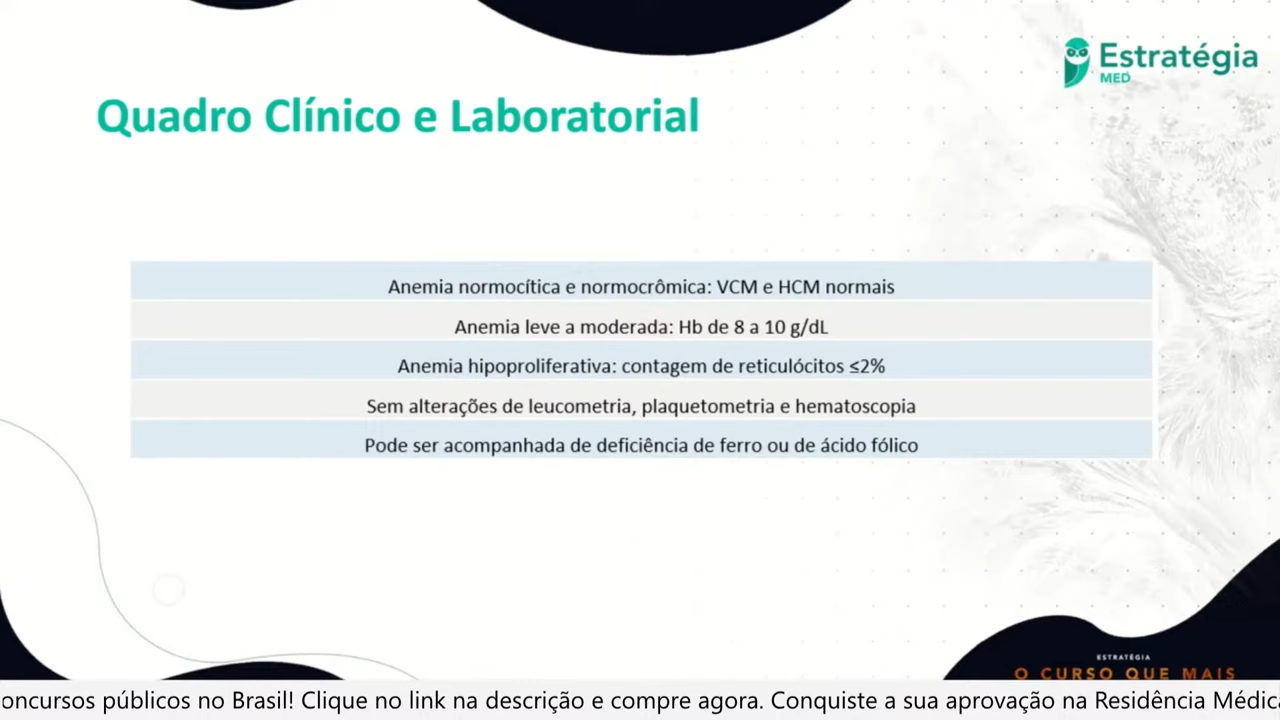 Estratégia
MED
Quadro Clínico e Laboratorial
Anemia normocítica e normocrômica: VCM e HCM normais
Anemia leve a moderada: Hb de 8 a 10 g/dL
Anemia hipoproliferativa: contagem de reticulócitos ≤2%
Sem alterações de leucometria, plaquetometria e hematoscopia
Pode ser acompanhada de deficiência de ferro ou de ácido fólico
ESTRATÉGIA
O CURSO QUE MAIS
oncursos públicos no Brasil! Clique no link na descrição e compre agora. Conquiste a sua aprovação na Residência Médic